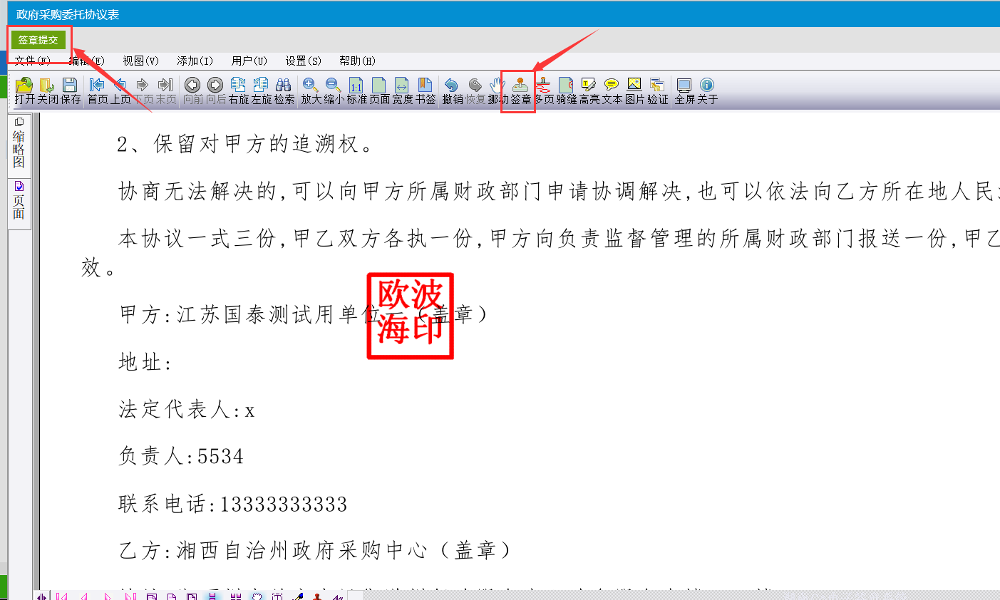 政府采购委托协议表
签章提交
文件(F) 编辑(E) 视图(V) 添加(I) 用户(U) 设置(S) 帮助(H)
打开 关闭 保存 首页 上页 下页 末页 向前 向后 右旋 左旋 检索 放大 缩小 标准 页面 宽度 书签 撤销 恢复 挪动 签章 多页 骑缝 高亮 文本 图片 验证 全屏 关于
缩略图
页面
2、保留对甲方的追溯权。
协商无法解决的,可以向甲方所属财政部门申请协调解决,也可以依法向乙方所在地人民
本协议一式三份,甲乙双方各执一份,甲方向负责监督管理的所属财政部门报送一份,甲乙
效。
欧波
海印
甲方:江苏国泰测试用单位一（盖章）
地址:
法定代表人:x
负责人:5534
联系电话:13333333333
乙方:湘西自治州政府采购中心（盖章）